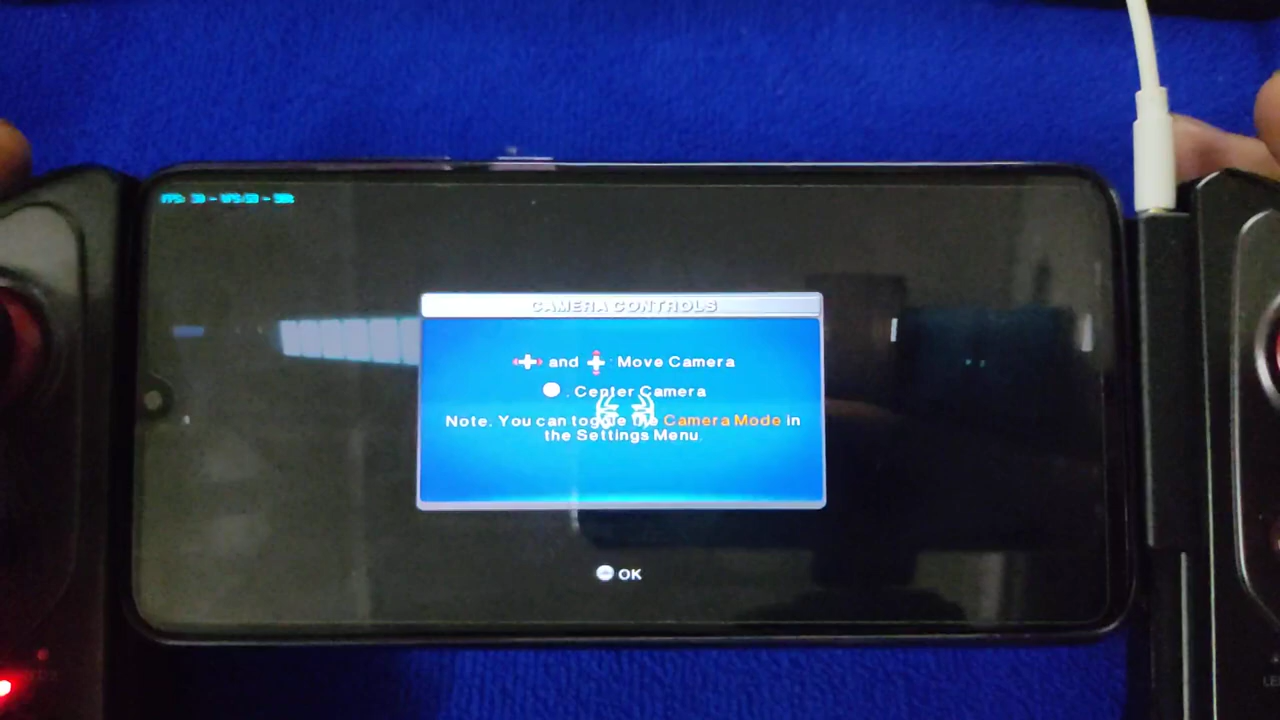 CAMERA CONTROLS
and : Move Camera
: Center Camera
Note: You can toggle the Camera Mode in
the Settings Menu.
OK